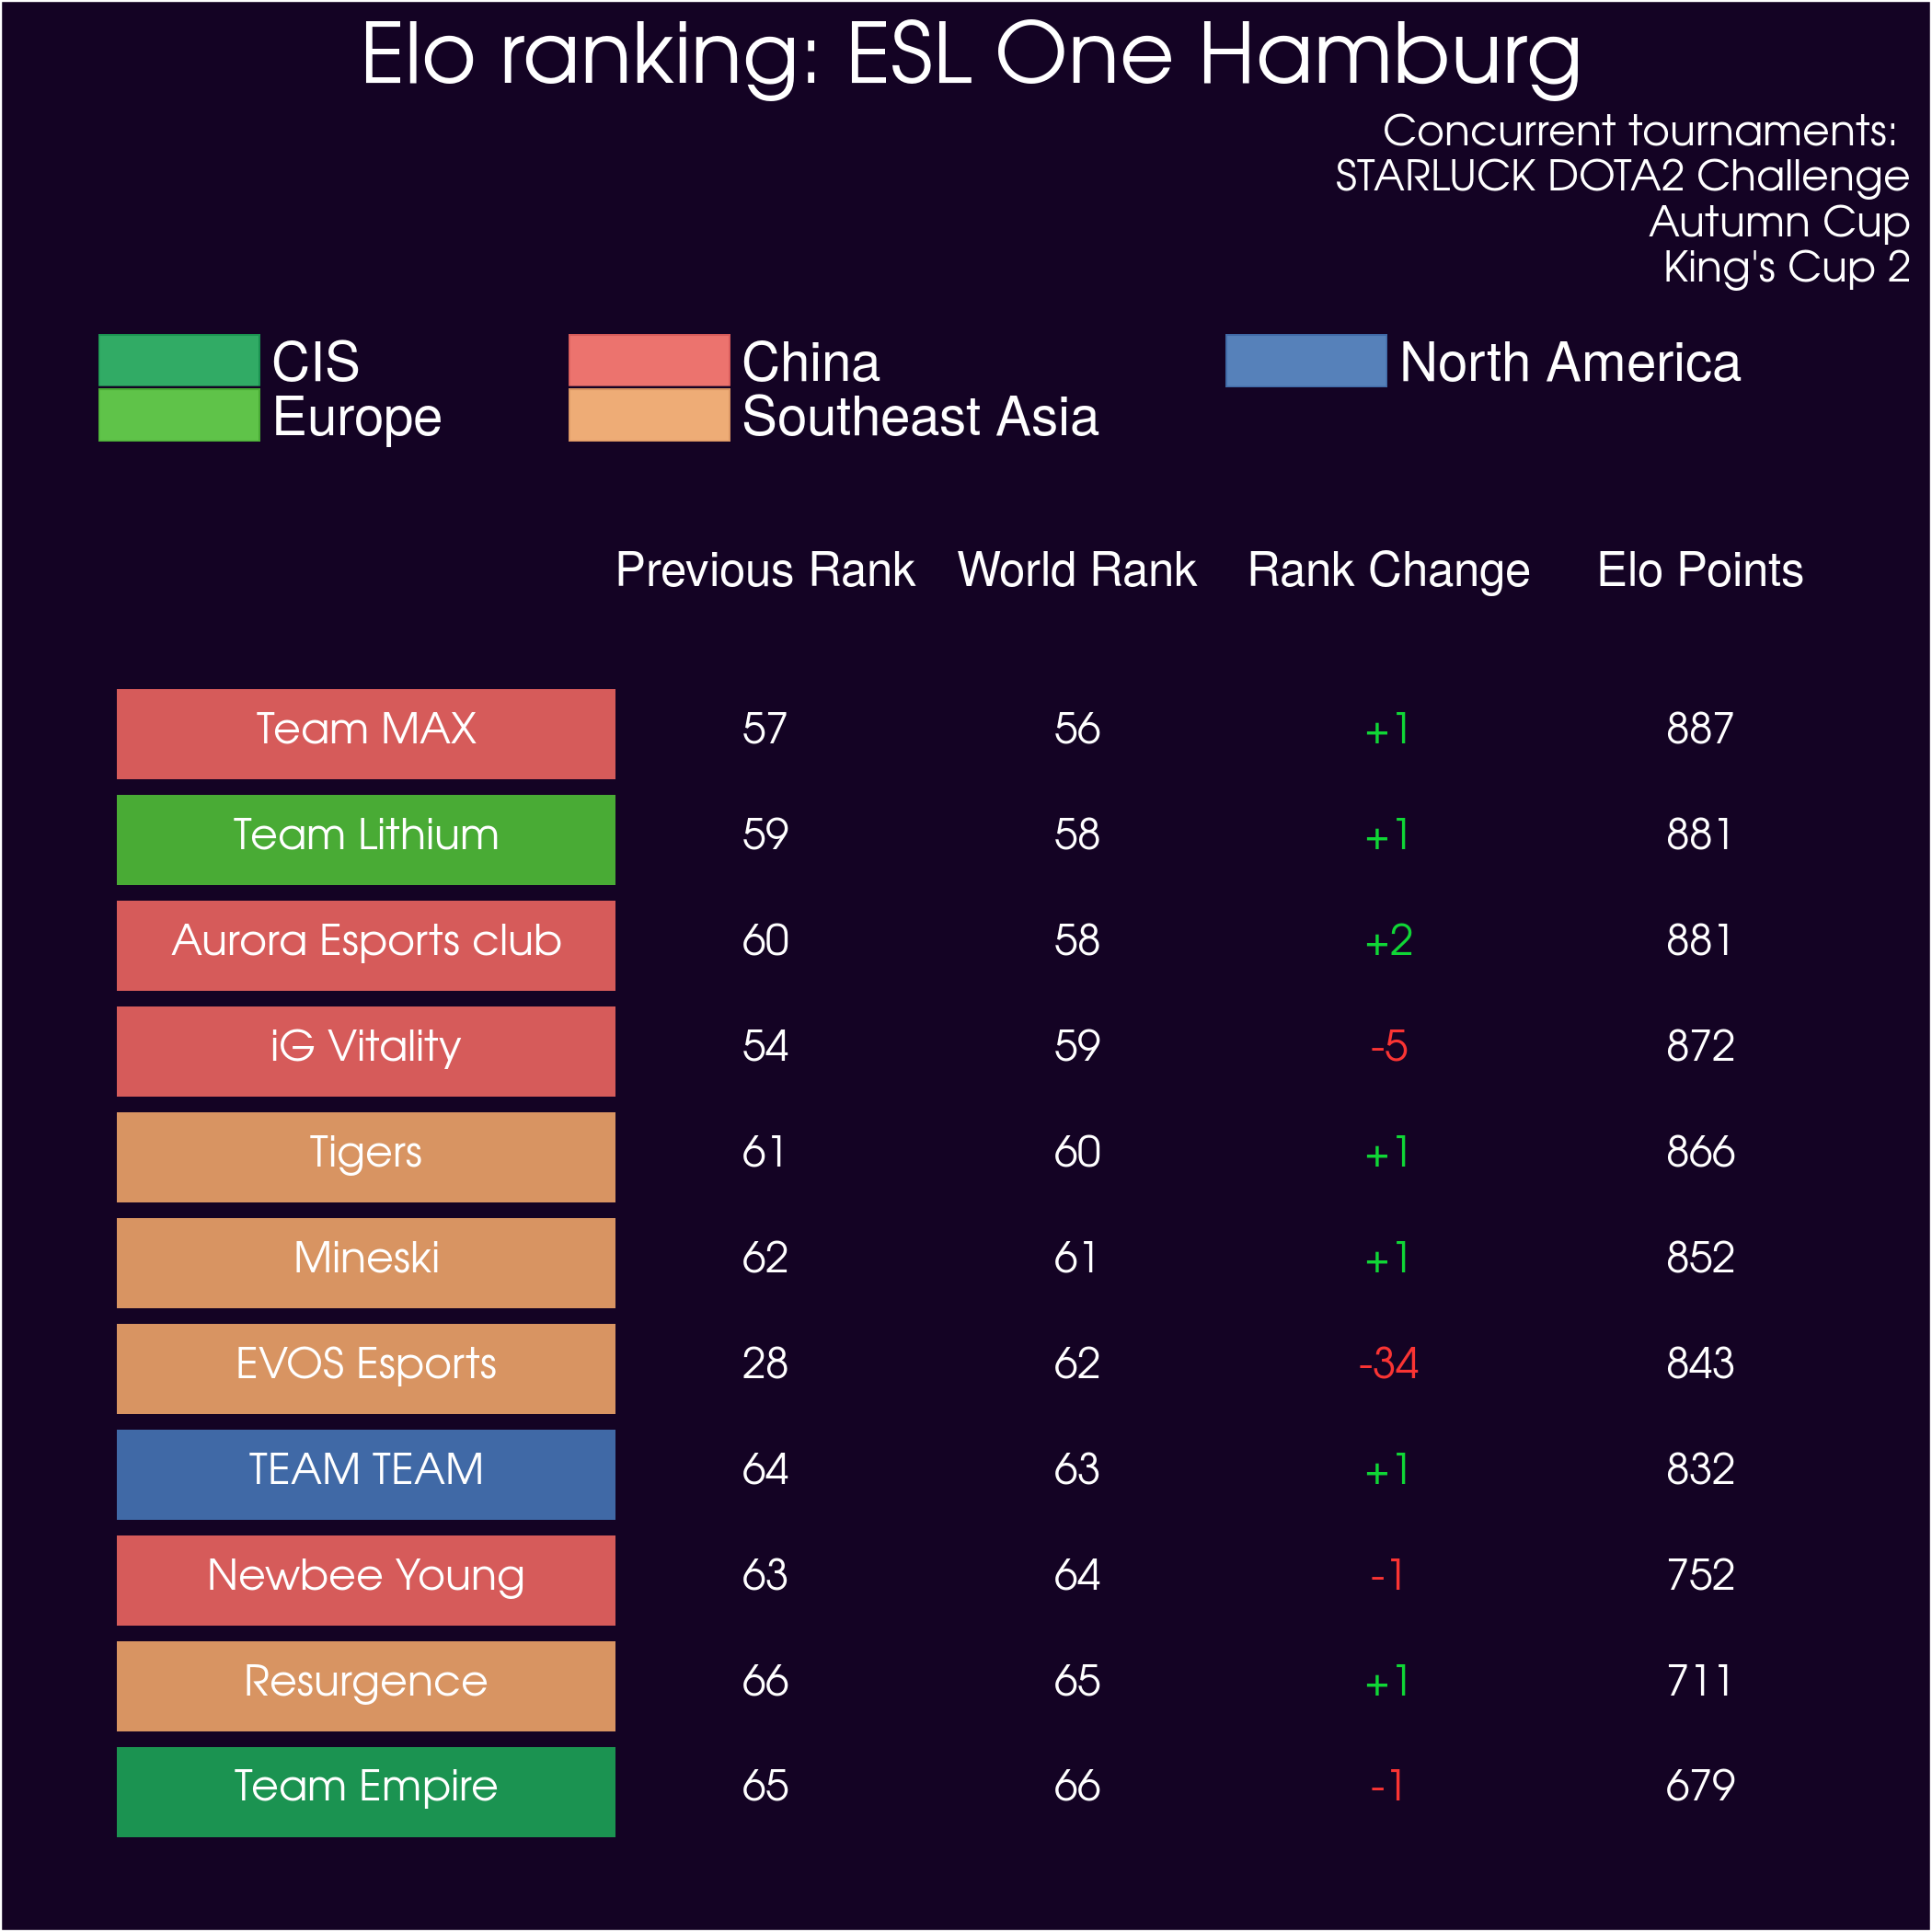 Elo ranking: ESL One Hamburg
Concurrent tournaments:
STARLUCK DOTA2 Challenge
Autumn Cup
King's Cup 2
CIS China North America
Europe Southeast Asia
Previous Rank World Rank Rank Change Elo Points
Team MAX 57 56 +1 887
Team Lithium 59 58 +1 881
Aurora Esports club 60 58 +2 881
iG Vitality 54 59 -5 872
Tigers 61 60 +1 866
Mineski 62 61 +1 852
EVOS Esports 28 62 -34 843
TEAM TEAM 64 63 +1 832
Newbee Young 63 64 -1 752
Resurgence 66 65 +1 711
Team Empire 65 66 -1 679